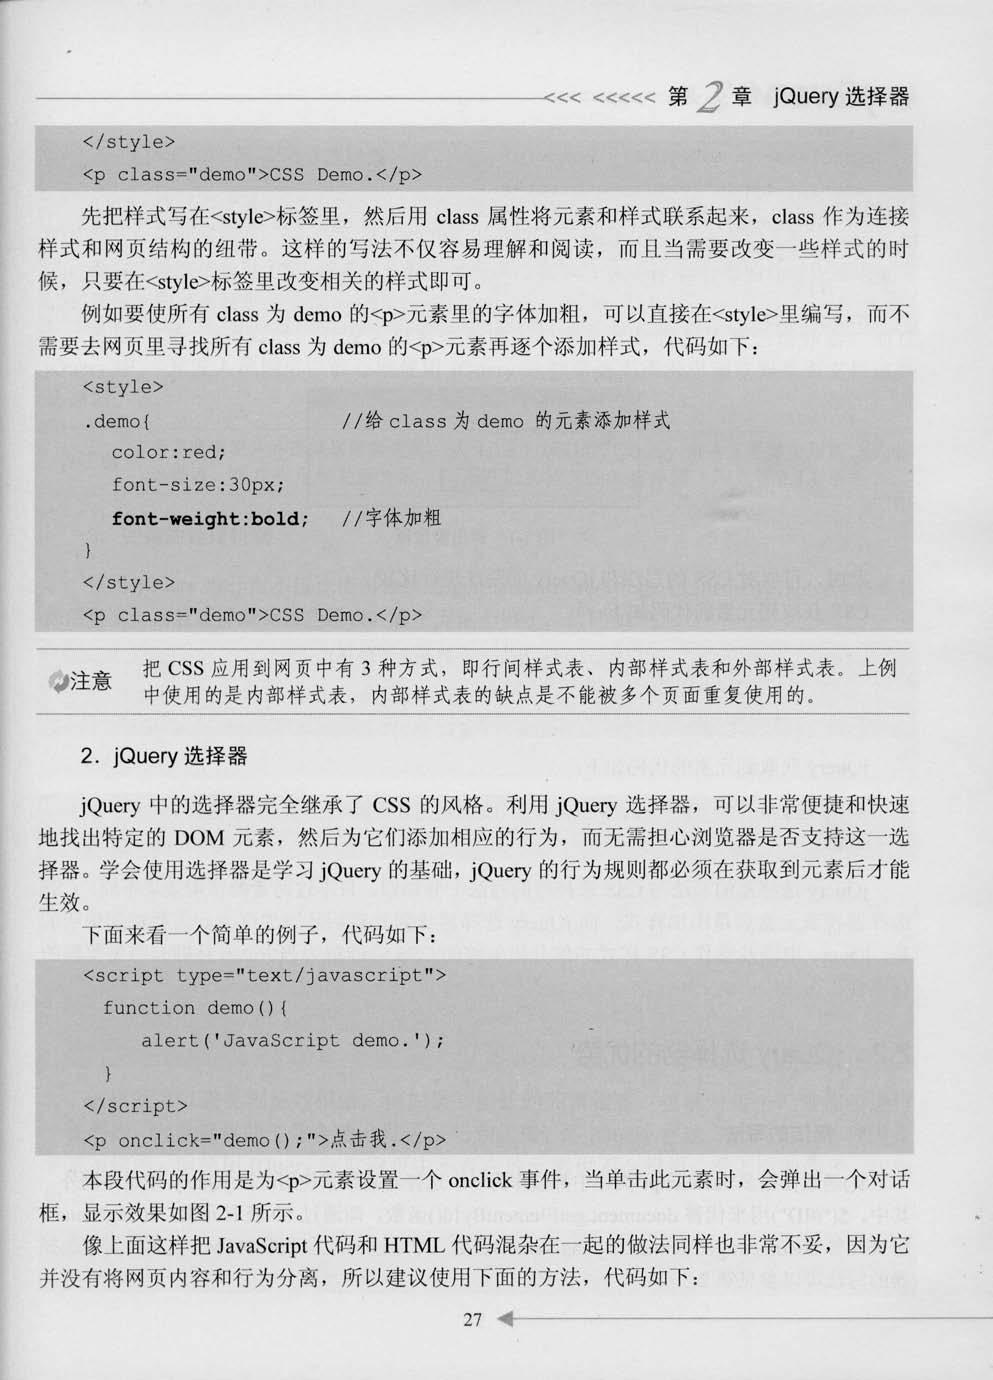 <<< <<<<< 第2章 jQuery 选择器
</style>
<p class="demo">CSS Demo.</p>
先把样式写在<style>标签里，然后用 class 属性将元素和样式联系起来，class 作为连接
样式和网页结构的纽带。这样的写法不仅容易理解和阅读，而且当需要改变一些样式的时
候，只要在<style>标签里改变相关的样式即可。
例如要使所有 class 为 demo 的<p>元素里的字体加粗，可以直接在<style>里编写，而不
需要去网页里寻找所有 class 为 demo 的<p>元素再逐个添加样式，代码如下：
<style>
.demo{ //给 class 为 demo 的元素添加样式
color:red;
font-size:30px;
font-weight:bold; //字体加粗
}
</style>
<p class="demo">CSS Demo.</p>
注意 把 CSS 应用到网页中有 3 种方式，即行间样式表、内部样式表和外部样式表。上例
中使用的是内部样式表，内部样式表的缺点是不能被多个页面重复使用的。
2．jQuery 选择器
jQuery 中的选择器完全继承了 CSS 的风格。利用 jQuery 选择器，可以非常便捷和快速
地找出特定的 DOM 元素，然后为它们添加相应的行为，而无需担心浏览器是否支持这一选
择器。学会使用选择器是学习 jQuery 的基础，jQuery 的行为规则都必须在获取到元素后才能
生效。
下面来看一个简单的例子，代码如下：
<script type="text/javascript">
function demo(){
alert('JavaScript demo.');
}
</script>
<p onclick="demo();">点击我.</p>
本段代码的作用是为<p>元素设置一个 onclick 事件，当单击此元素时，会弹出一个对话
框，显示效果如图 2-1 所示。
像上面这样把 JavaScript 代码和 HTML 代码混杂在一起的做法同样也非常不妥，因为它
并没有将网页内容和行为分离，所以建议使用下面的方法，代码如下：
27